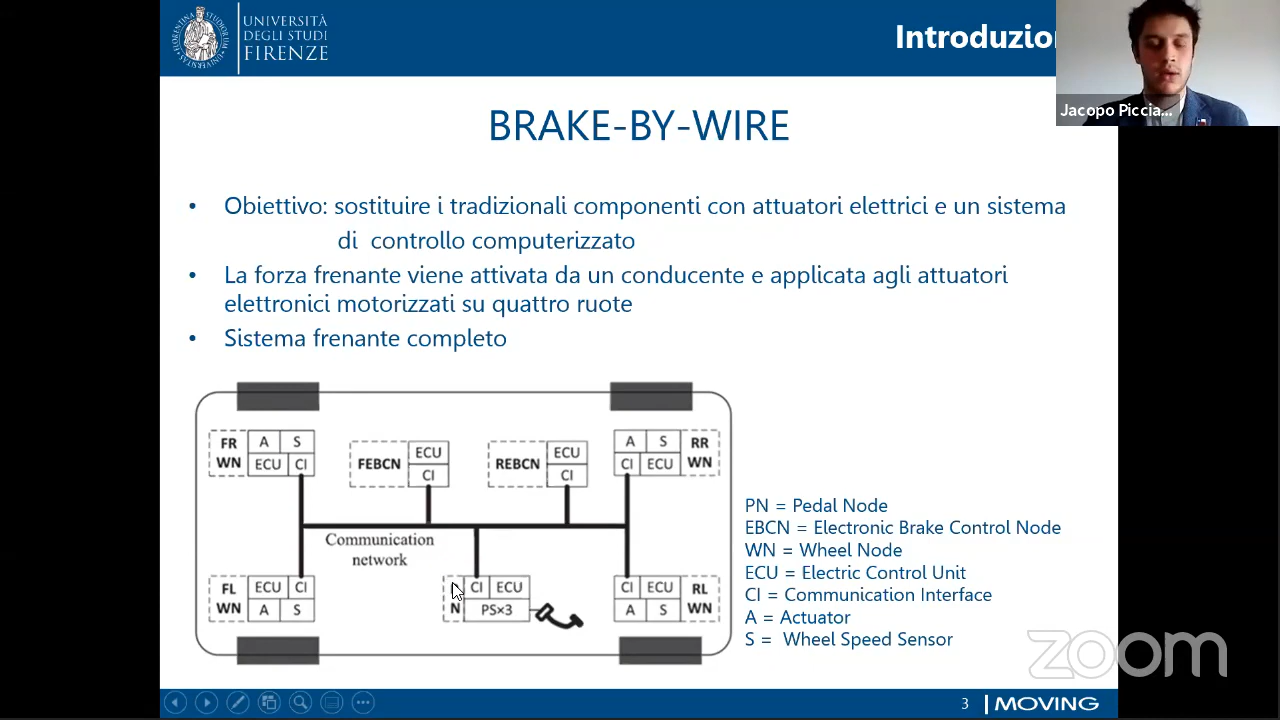 UNIVERSITÀ
DEGLI STUDI
FIRENZE
Introduzio
Jacopo Piccia...
BRAKE-BY-WIRE
• Obiettivo: sostituire i tradizionali componenti con attuatori elettrici e un sistema
di controllo computerizzato
• La forza frenante viene attivata da un conducente e applicata agli attuatori
elettronici motorizzati su quattro ruote
• Sistema frenante completo
FR WN A S ECU CI
FEBCN ECU CI
REBCN ECU CI
A S CI ECU RR WN
Communication
network
FL WN ECU CI A S
N CI ECU PS×3
CI ECU A S RL WN
PN = Pedal Node
EBCN = Electronic Brake Control Node
WN = Wheel Node
ECU = Electric Control Unit
CI = Communication Interface
A = Actuator
S = Wheel Speed Sensor
zoom
3 | MOVING